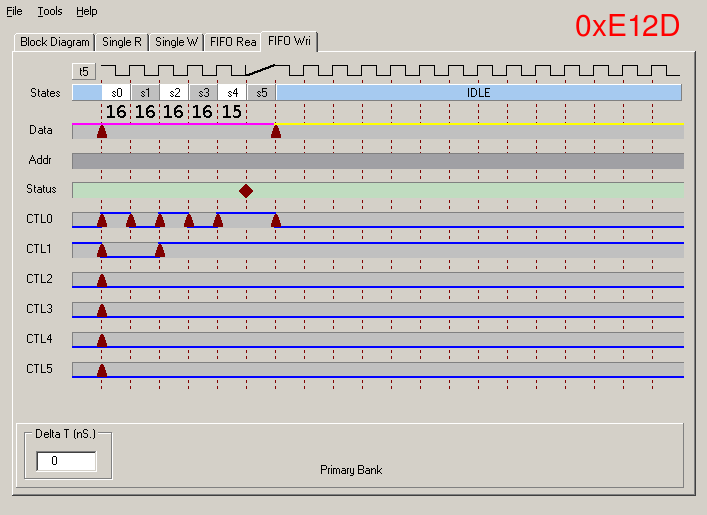 File Tools Help
0xE12D
Block Diagram Single R Single W FIFO Rea FIFO Wri
t5
States s0 s1 s2 s3 s4 s5 IDLE
16 16 16 16 15
Data
Addr
Status
CTL0
CTL1
CTL2
CTL3
CTL4
CTL5
Delta T (nS.)
0
Primary Bank